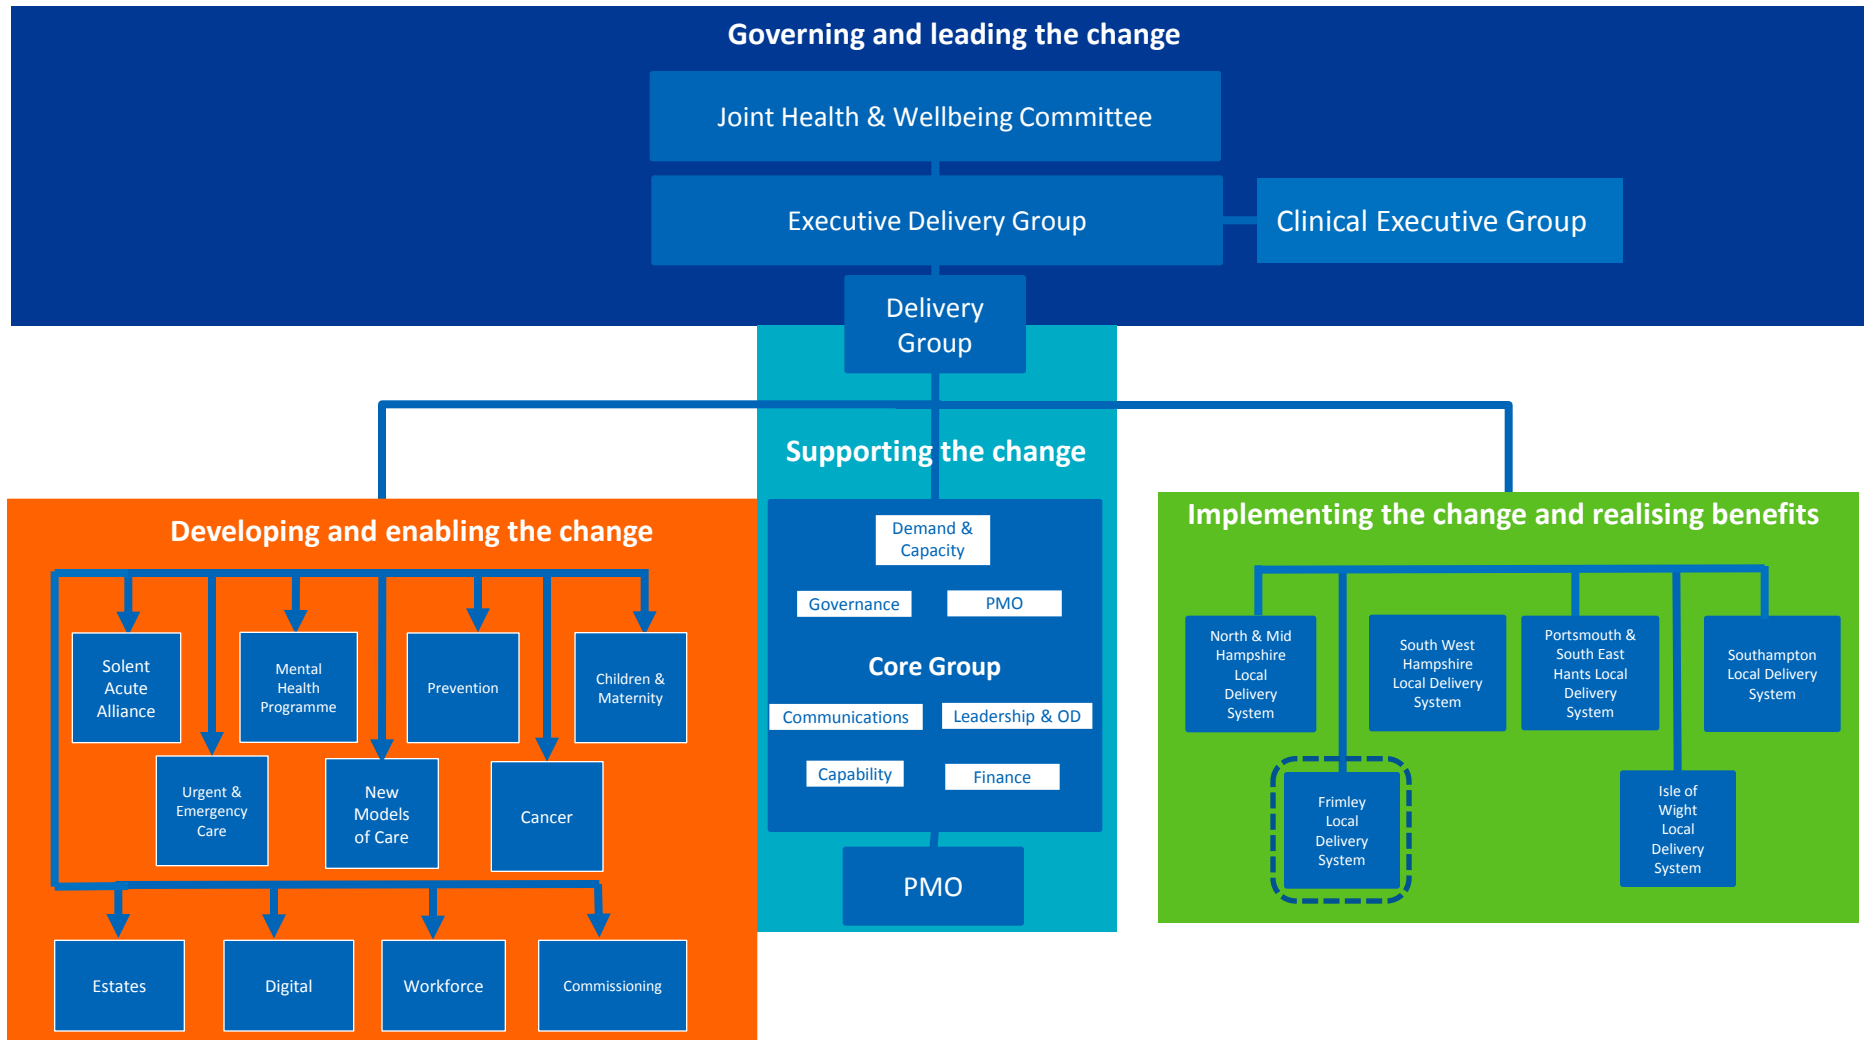 Governing and leading the change
Joint Health & Wellbeing Committee
Executive Delivery Group
Clinical Executive Group
Delivery
Group
Supporting the change
Developing and enabling the change
Solent
Acute
Alliance
Mental
Health
Programme
Prevention
Children &
Maternity
Urgent &
Emergency
Care
New
Models
of Care
Cancer
Estates
Digital
Workforce
Commissioning
Demand &
Capacity
Governance
PMO
Core Group
Communications
Leadership & OD
Capability
Finance
PMO
Implementing the change and realising benefits
North & Mid
Hampshire
Local
Delivery
System
South West
Hampshire
Local Delivery
System
Portsmouth &
South East
Hants Local
Delivery
System
Southampton
Local Delivery
System
Frimley
Local
Delivery
System
Isle of
Wight
Local
Delivery
System